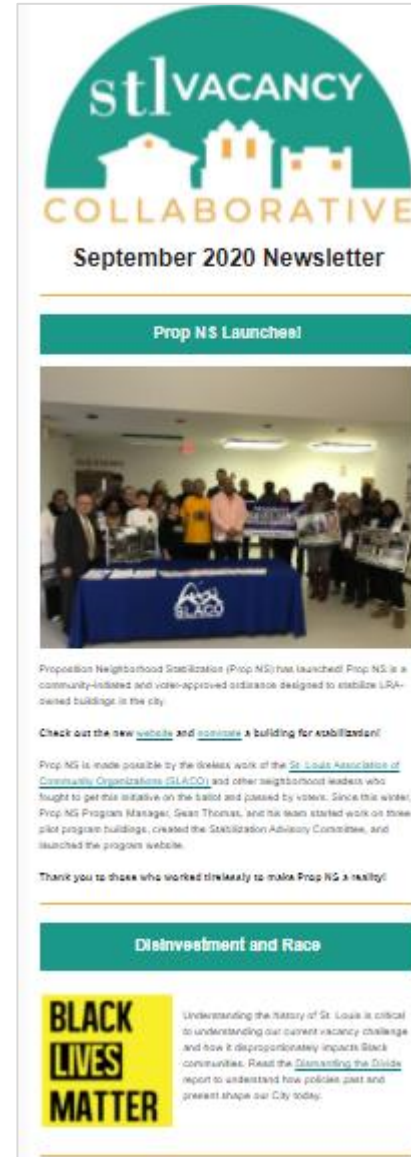 stl VACANCY
COLLABORATIVE
September 2020 Newsletter
Prop NS Launches!
SLACO
Proposition Neighborhood Stabilization (Prop NS) has launched! Prop NS is a
community-initiated and voter-approved ordinance designed to stabilize LRA-
owned buildings in the city.
Check out the new website and nominate a building for stabilization!
Prop NS is made possible by the tireless work of the St. Louis Association of
Community Organizations (SLACO) and other neighborhood leaders who
fought to get this initiative on the ballot and passed by voters. Since this winter,
Prop NS Program Manager, Sean Thomas, and his team started work on three
pilot program buildings, created the Stabilization Advisory Committee, and
launched the program website.
Thank you to those who worked tirelessly to make Prop NS a reality!
Disinvestment and Race
BLACK
LIVES
MATTER
Understanding the history of St. Louis is critical
to understanding our current vacancy challenge
and how it disproportionately impacts Black
communities. Read the Dismantling the Divide
report to understand how policies past and
present shape our City today.